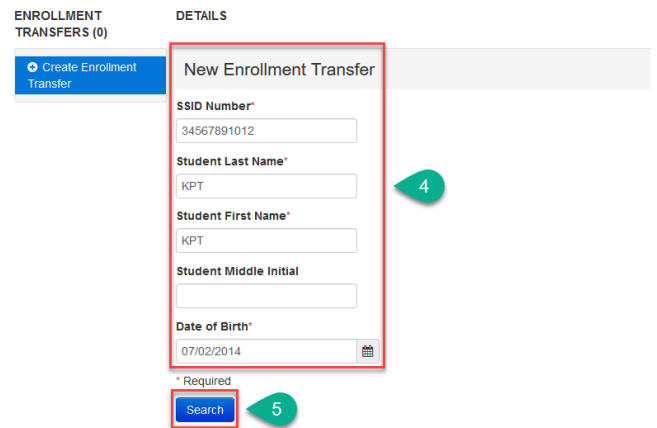 ENROLLMENT
TRANSFERS (0)
DETAILS
Create Enrollment
Transfer
New Enrollment Transfer
SSID Number*
34567891012
Student Last Name*
KPT
4
Student First Name*
KPT
Student Middle Initial
Date of Birth*
07/02/2014
* Required
Search
5